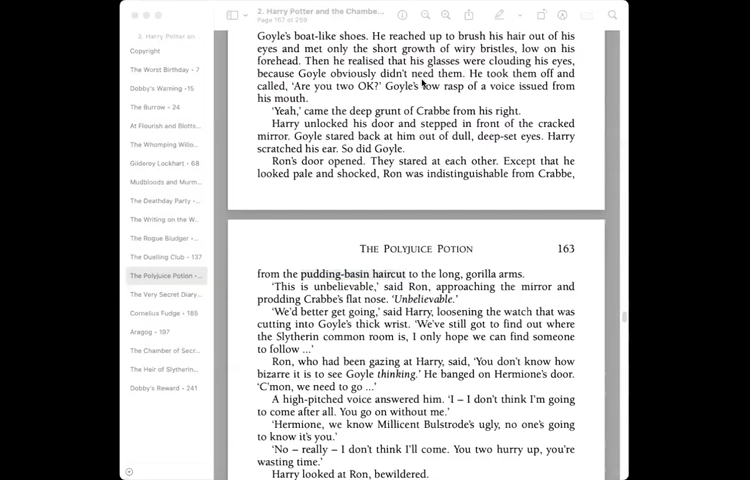 2. Harry Potter and the Chambe...
Page 167 of 259
2. Harry Potter an
Copyright
The Worst Birthday • 7
Dobby's Warning • 15
The Burrow • 24
At Flourish and Blotts...
The Whomping Willo...
Gilderoy Lockhart • 68
Mudbloods and Murm...
The Deathday Party •...
The Writing on the W...
The Rogue Bludger •...
The Duelling Club • 137
The Polyjuice Potion •...
The Very Secret Diary...
Cornelius Fudge • 185
Aragog • 197
The Chamber of Secr...
The Heir of Slytherin...
Dobby's Reward • 241
Goyle's boat-like shoes. He reached up to brush his hair out of his
eyes and met only the short growth of wiry bristles, low on his
forehead. Then he realised that his glasses were clouding his eyes,
because Goyle obviously didn't need them. He took them off and
called, 'Are you two OK?' Goyle's low rasp of a voice issued from
his mouth.
'Yeah,' came the deep grunt of Crabbe from his right.
Harry unlocked his door and stepped in front of the cracked
mirror. Goyle stared back at him out of dull, deep-set eyes. Harry
scratched his ear. So did Goyle.
Ron's door opened. They stared at each other. Except that he
looked pale and shocked, Ron was indistinguishable from Crabbe,
THE POLYJUICE POTION 163
from the pudding-basin haircut to the long, gorilla arms.
'This is unbelievable,' said Ron, approaching the mirror and
prodding Crabbe's flat nose. 'Unbelievable.'
'We'd better get going,' said Harry, loosening the watch that was
cutting into Goyle's thick wrist. 'We've still got to find out where
the Slytherin common room is, I only hope we can find someone
to follow ...'
Ron, who had been gazing at Harry, said, 'You don't know how
bizarre it is to see Goyle thinking.' He banged on Hermione's door.
'C'mon, we need to go ...'
A high-pitched voice answered him. 'I – I don't think I'm going
to come after all. You go on without me.'
'Hermione, we know Millicent Bulstrode's ugly, no one's going
to know it's you.'
'No – really – I don't think I'll come. You two hurry up, you're
wasting time.'
Harry looked at Ron, bewildered.